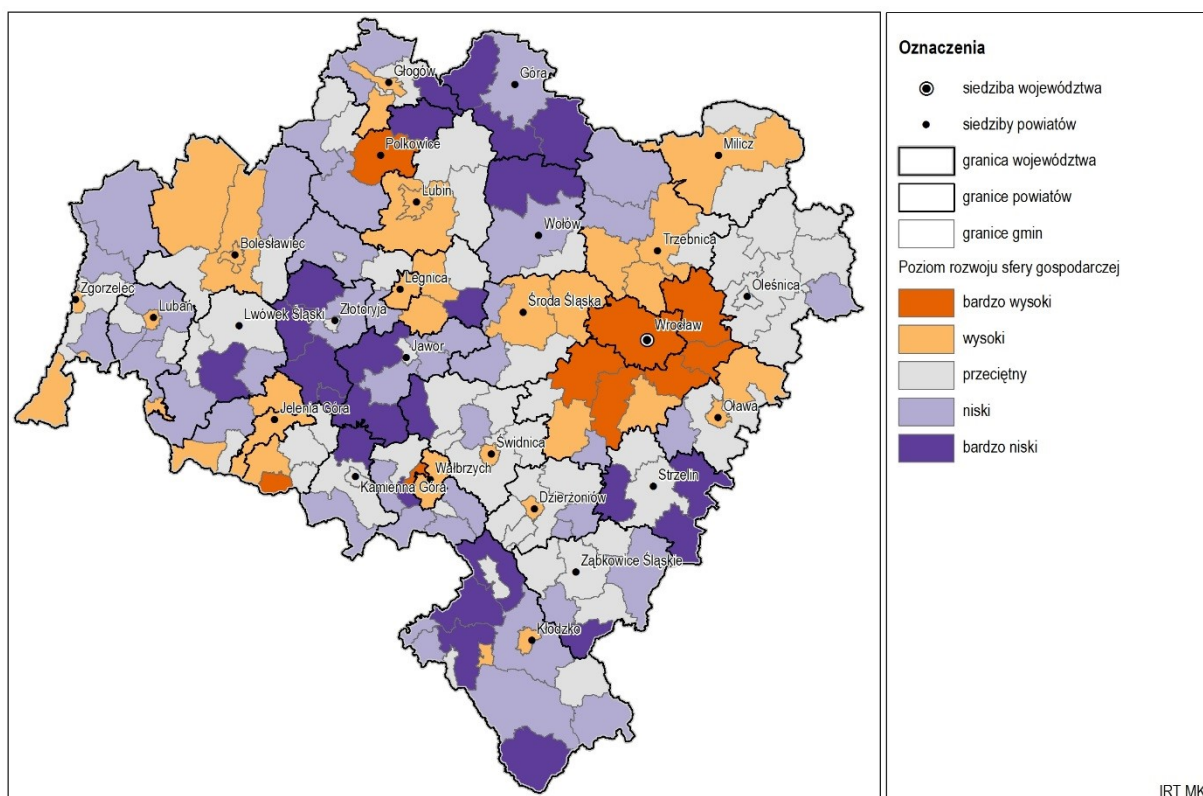 Głogów
Góra
Polkowice
Milicz
Lubin
Wołów
Trzebnica
Bolesławiec
Legnica
Oleśnica
Zgorzelec
Środa Śląska
Lubań
Lwówek Śląski
Złotoryja
Wrocław
Jawor
Jelenia Góra
Oława
Świdnica
Wałbrzych
Kamienna Góra
Strzelin
Dzierżoniów
Ząbkowice Śląskie
Kłodzko
Oznaczenia
siedziba województwa
siedziby powiatów
granica województwa
granice powiatów
granice gmin
Poziom rozwoju sfery gospodarczej
bardzo wysoki
wysoki
przeciętny
niski
bardzo niski
IRT MK